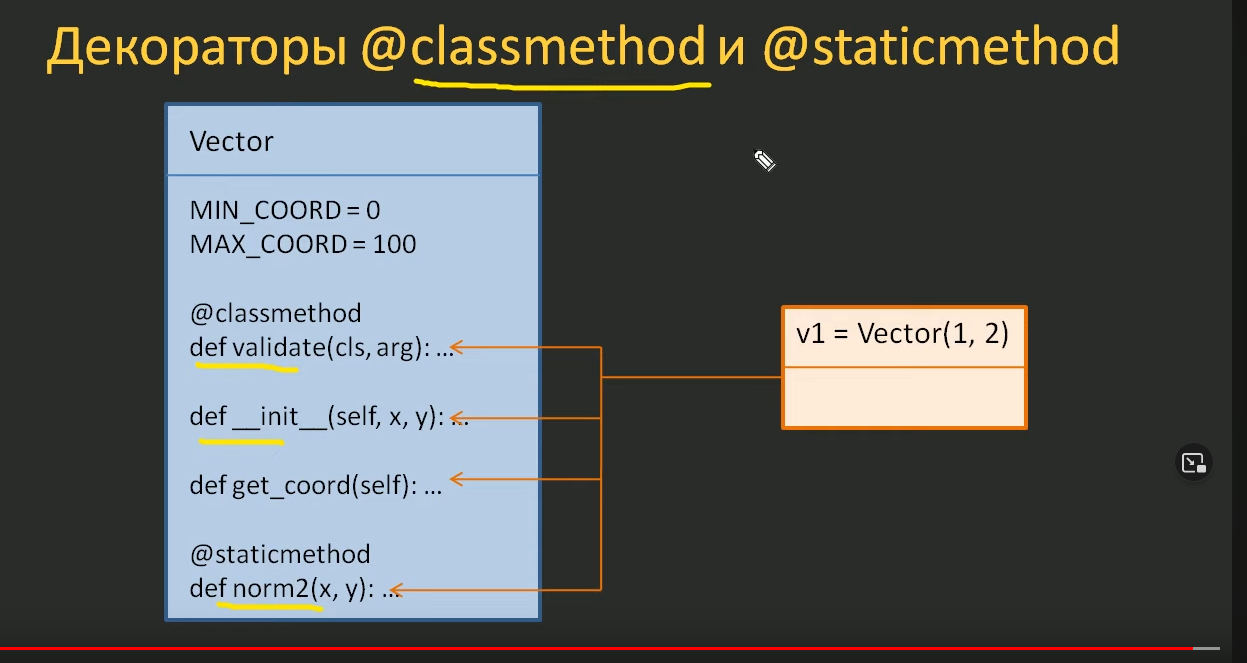 Декораторы @classmethod и @staticmethod
Vector
MIN_COORD = 0
MAX_COORD = 100
@classmethod
def validate(cls, arg): ...
def __init__(self, x, y): ...
def get_coord(self): ...
@staticmethod
def norm2(x, y): ...
v1 = Vector(1, 2)